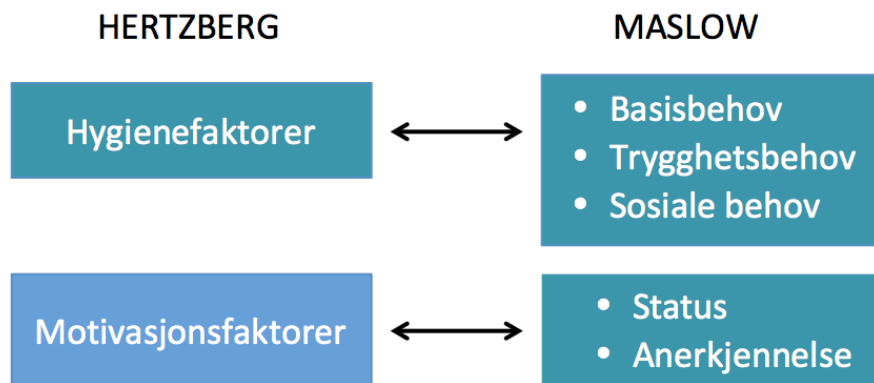 HERTZBERG
MASLOW
Hygienefaktorer
• Basisbehov
• Trygghetsbehov
• Sosiale behov
Motivasjonsfaktorer
• Status
• Anerkjennelse